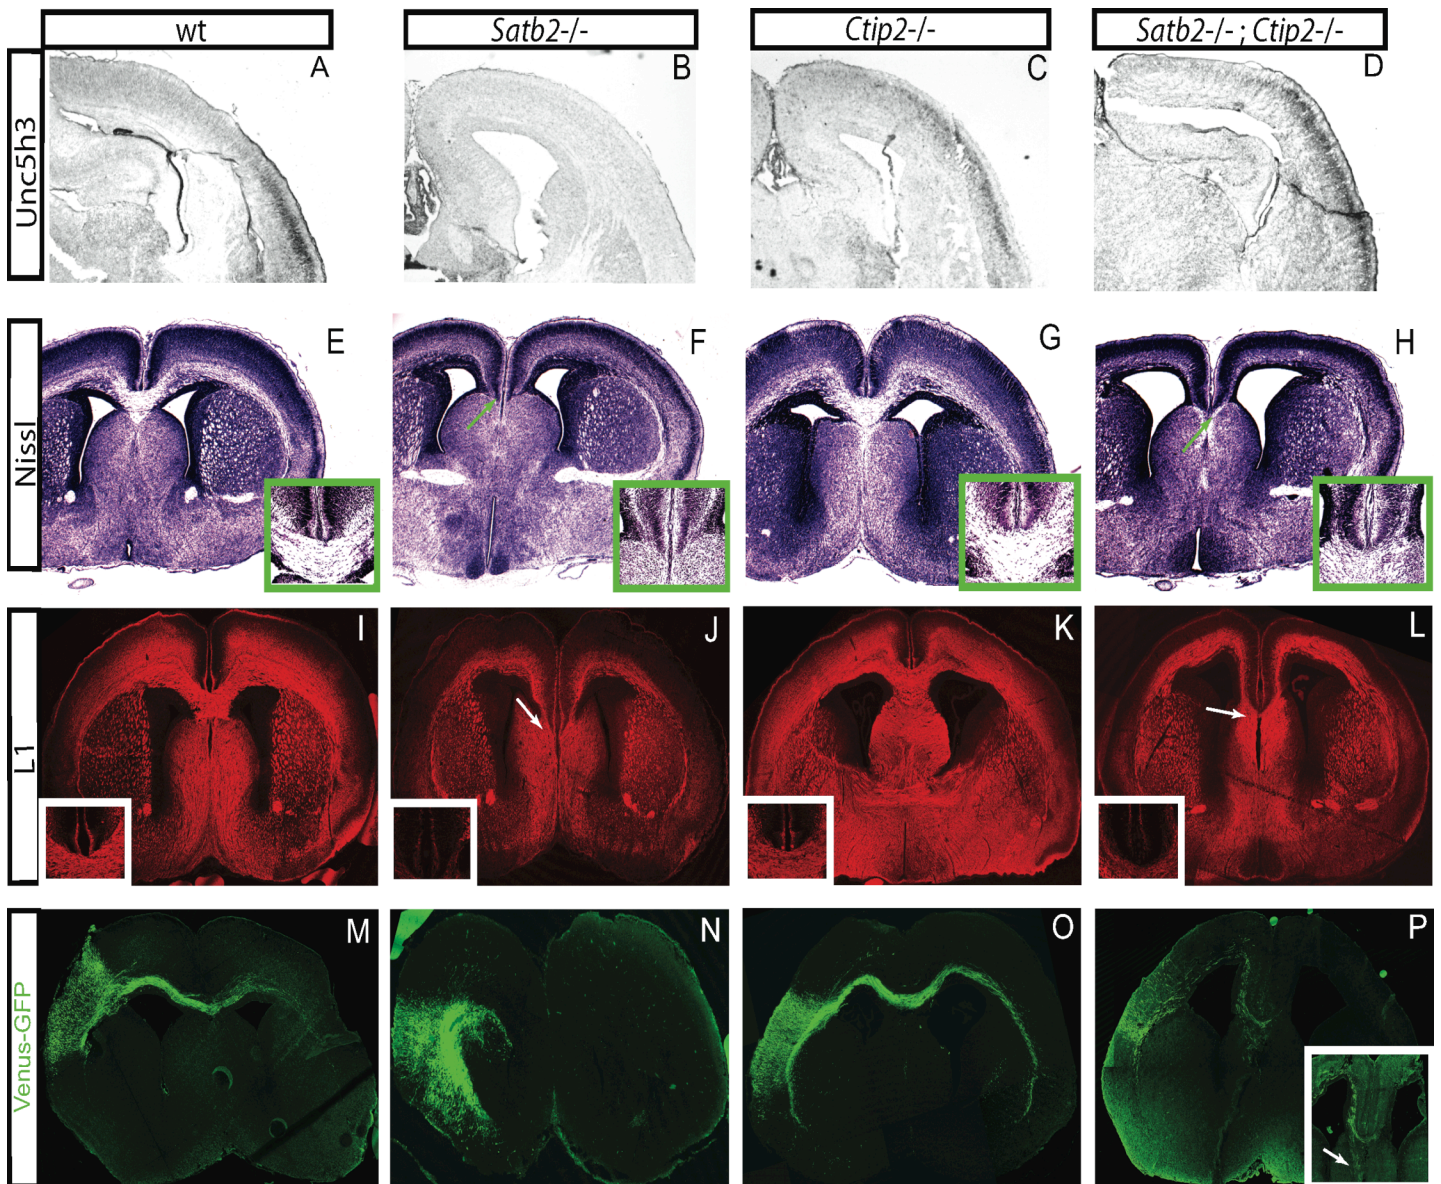 wt
Satb2-/-
Ctip2-/-
Satb2-/- ; Ctip2-/-
Unc5h3
A
B
C
D
Nissl
E
F
G
H
L1
I
J
K
L
Venus-GFP
M
N
O
P